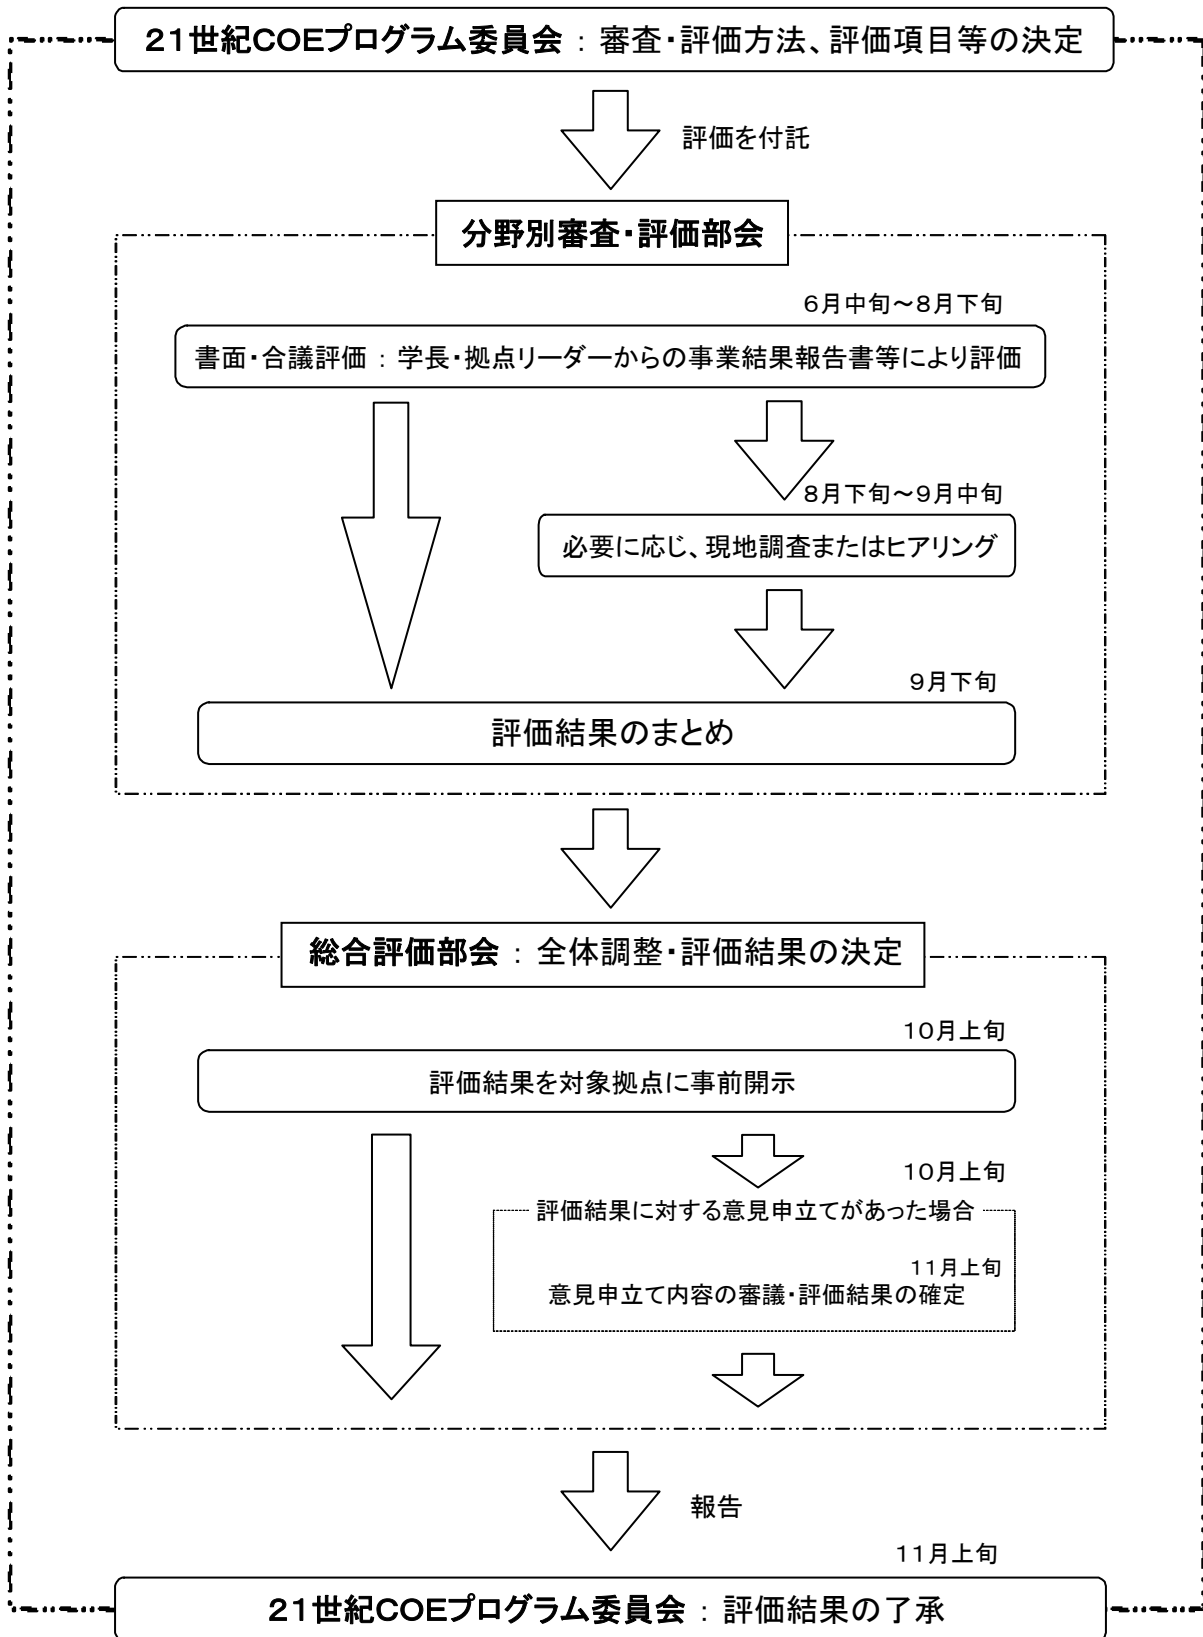 21世紀COEプログラム委員会 : 審査・評価方法、評価項目等の決定
評価を付託
分野別審査・評価部会
6月中旬～8月下旬
書面・合議評価 : 学長・拠点リーダーからの事業結果報告書等により評価
8月下旬～9月中旬
必要に応じ、現地調査またはヒアリング
9月下旬
評価結果のまとめ
総合評価部会 : 全体調整・評価結果の決定
10月上旬
評価結果を対象拠点に事前開示
10月上旬
評価結果に対する意見申立てがあった場合
11月上旬
意見申立て内容の審議・評価結果の確定
報告
11月上旬
21世紀COEプログラム委員会 : 評価結果の了承